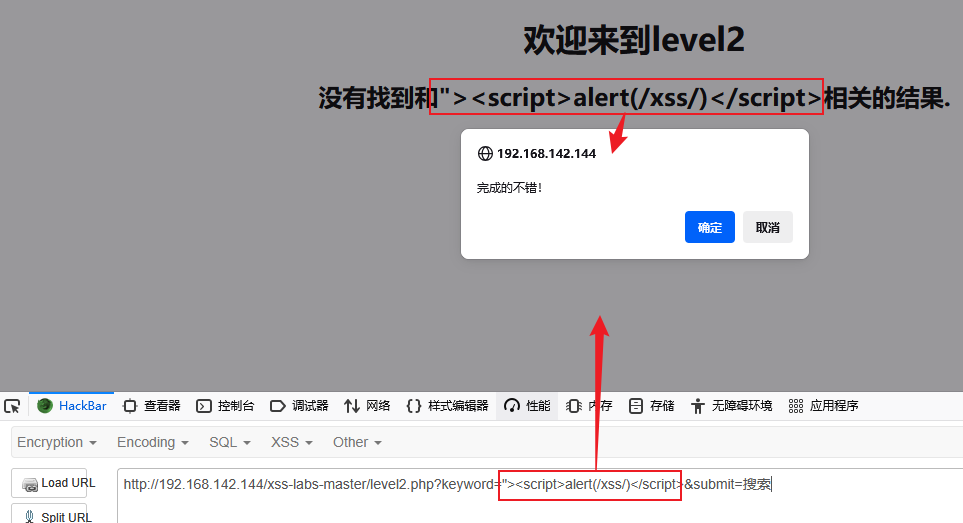 欢迎来到level2
没有找到和"><script>alert(/xss/)</script>相关的结果.
192.168.142.144
完成的不错!
确定 取消
HackBar 查看器 控制台 调试器 网络 样式编辑器 性能 内存 存储 无障碍环境 应用程序
Encryption Encoding SQL XSS Other
Load URL http://192.168.142.144/xss-labs-master/level2.php?keyword="><script>alert(/xss/)</script>&submit=搜索
Split URL